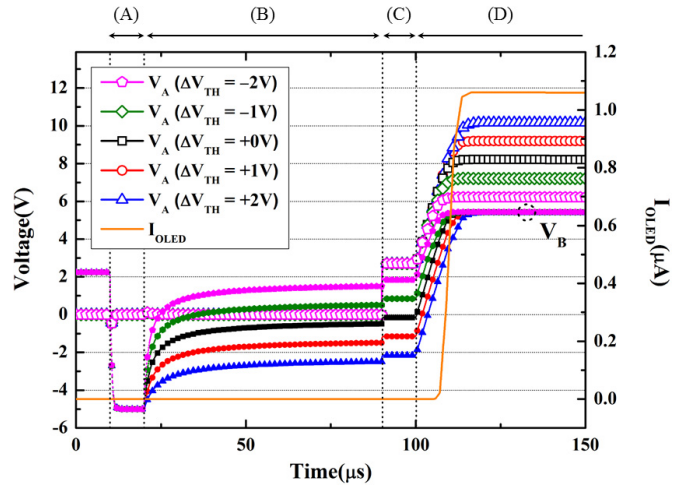 (A) (B) (C) (D)
12
10
8
6
4
2
0
-2
-4
-6
Voltage(V)
V_A (ΔV_TH = –2V)
V_A (ΔV_TH = –1V)
V_A (ΔV_TH = +0V)
V_A (ΔV_TH = +1V)
V_A (ΔV_TH = +2V)
I_OLED
V_B
1.2
1.0
0.8
0.6
0.4
0.2
0.0
I_OLED(μA)
0 50 100 150
Time(μs)